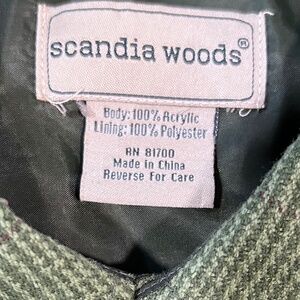 scandia woods®
Body: 100% Acrylic
Lining: 100% Polyester
RN 81700
Made in China
Reverse For Care